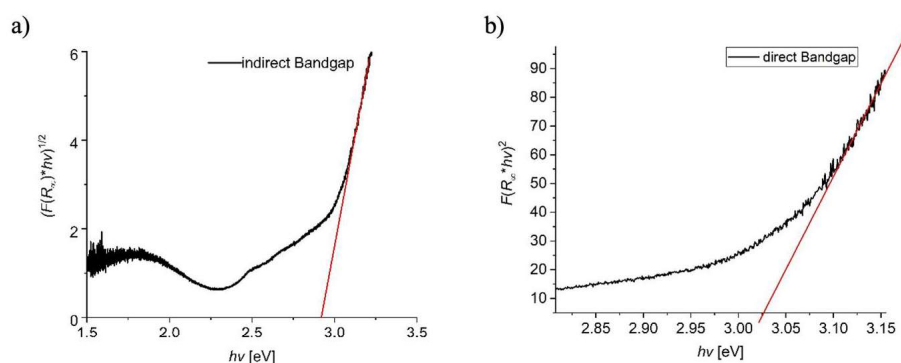 a)
6
4
2
0
(F(R∞)*hν)1/2
indirect Bandgap
1.5 2.0 2.5 3.0 3.5
hν [eV]
b)
90
80
70
60
50
40
30
20
10
F(R∞*hν)2
direct Bandgap
2.85 2.90 2.95 3.00 3.05 3.10 3.15
hν [eV]